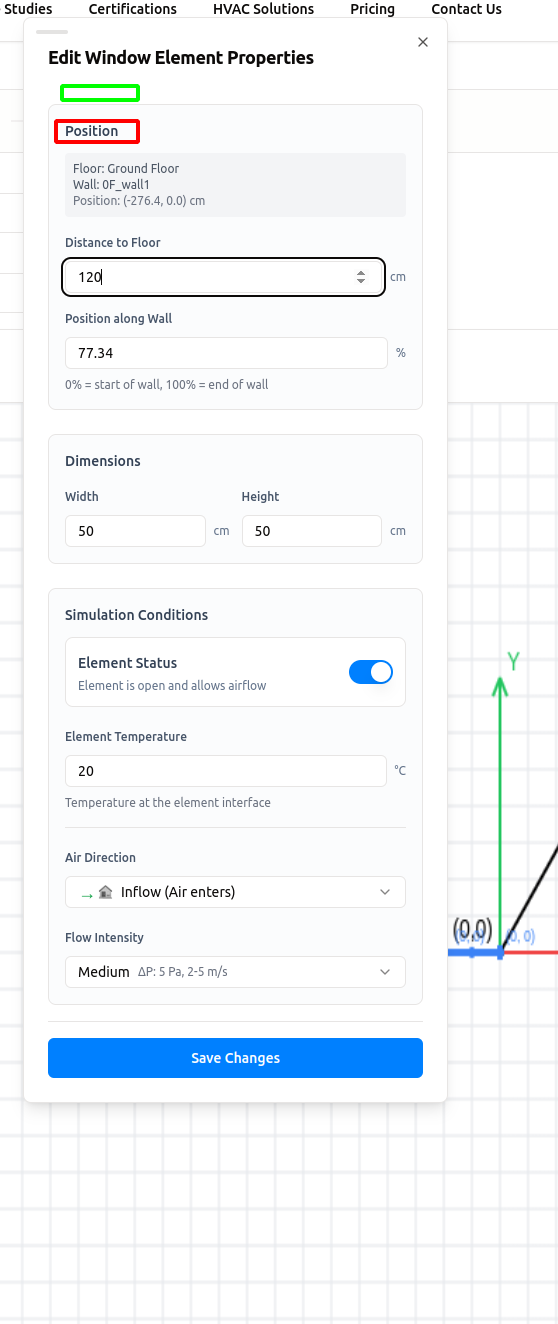 Studies Certifications HVAC Solutions Pricing Contact Us
Edit Window Element Properties
Position
Floor: Ground Floor
Wall: 0F_wall1
Position: (-276.4, 0.0) cm
Distance to Floor
120 cm
Position along Wall
77.34 %
0% = start of wall, 100% = end of wall
Dimensions
Width Height
50 cm 50 cm
Simulation Conditions
Element Status
Element is open and allows airflow
Element Temperature
20 °C
Temperature at the element interface
Air Direction
→ Inflow (Air enters)
Flow Intensity
Medium ΔP: 5 Pa, 2-5 m/s
Save Changes
Y
(0,0) (0, 0)